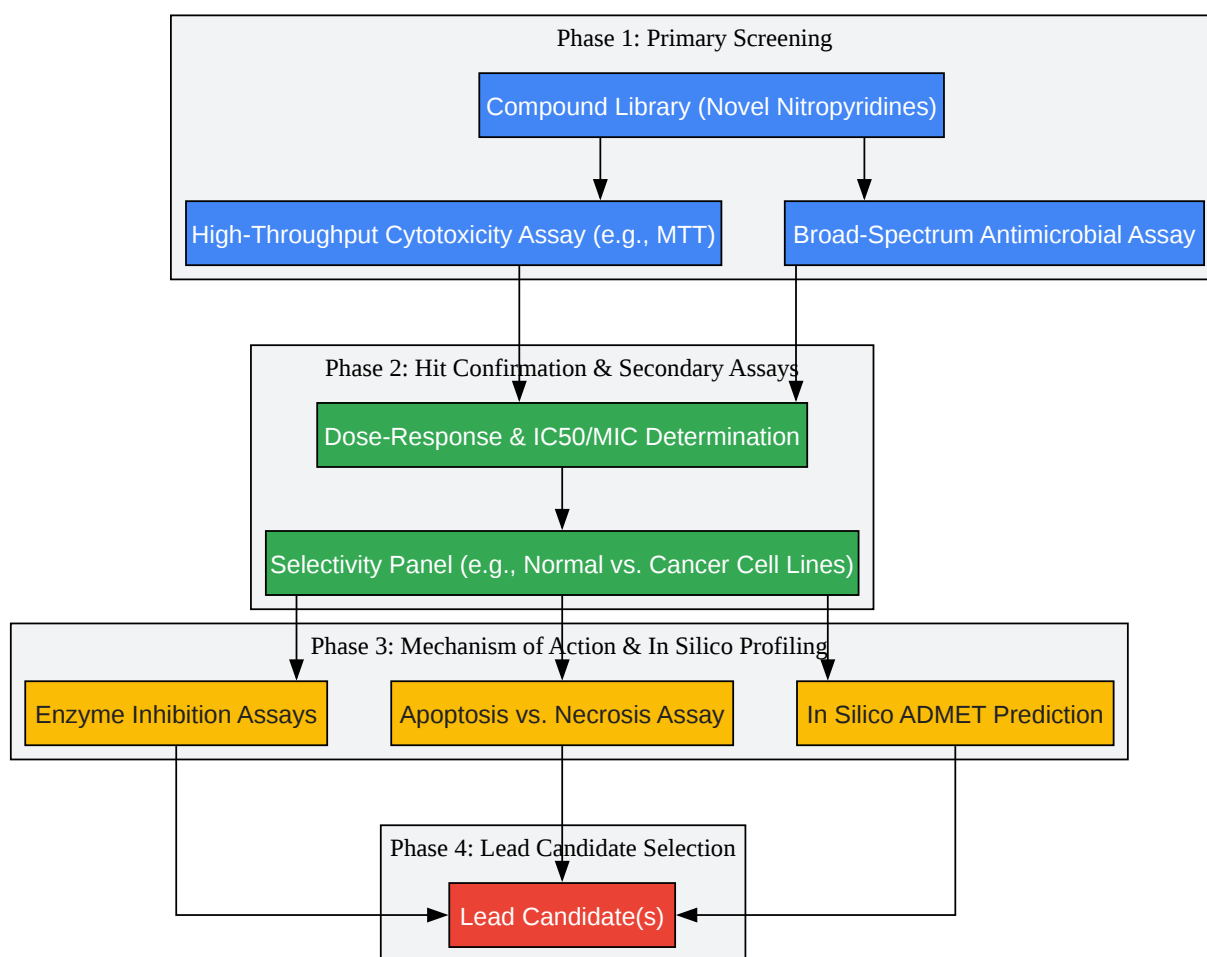 Phase 1: Primary Screening
Compound Library (Novel Nitropyridines)
High-Throughput Cytotoxicity Assay (e.g., MTT)
Broad-Spectrum Antimicrobial Assay
Phase 2: Hit Confirmation & Secondary Assays
Dose-Response & IC50/MIC Determination
Selectivity Panel (e.g., Normal vs. Cancer Cell Lines)
Phase 3: Mechanism of Action & In Silico Profiling
Enzyme Inhibition Assays
Apoptosis vs. Necrosis Assay
In Silico ADMET Prediction
Phase 4: Lead Candidate Selection
Lead Candidate(s)